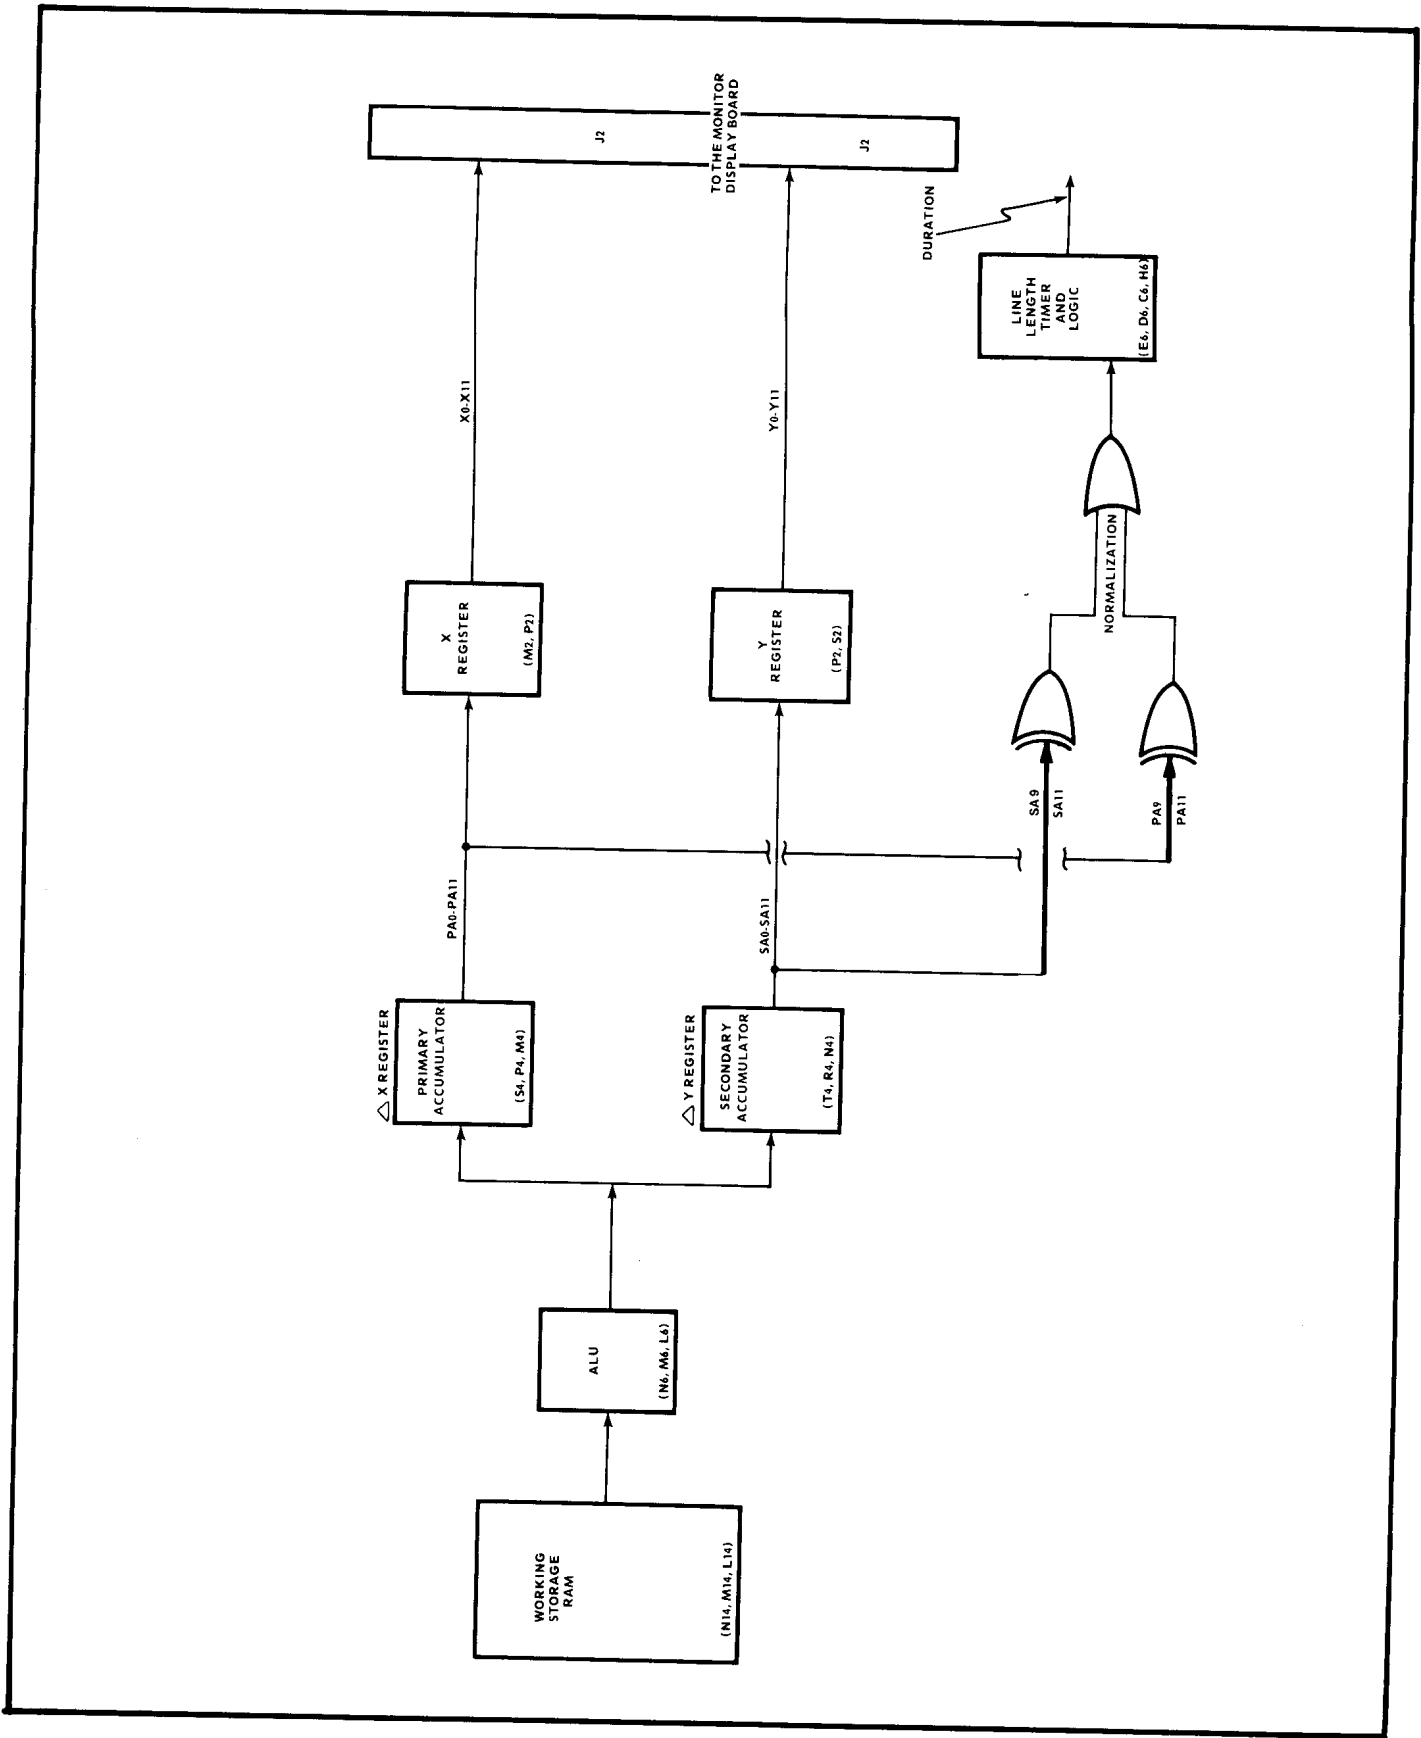 WORKING
STORAGE
RAM
(N14, M14, L14)
ALU
(N6, M6, L6)
△ X REGISTER
PRIMARY
ACCUMULATOR
(S4, P4, M4)
△ Y REGISTER
SECONDARY
ACCUMULATOR
(T4, R4, N4)
PA0-PA11
SA0-SA11
X
REGISTER
(M2, P2)
Y
REGISTER
(P2, S2)
SA9
SA11
PA9
PA11
NORMALIZATION
X0-X11
Y0-Y11
LINE
LENGTH
TIMER
AND
LOGIC
(E6, D6, C6, H6)
DURATION
J2
TO THE MONITOR
DISPLAY BOARD
J2